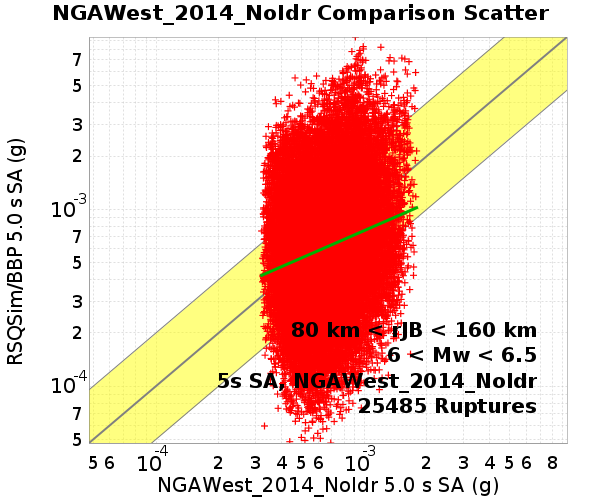 NGAWest_2014_NoIdr Comparison Scatter
RSQSim/BBP 5.0 s SA (g)
7
5
3
2
10-3
7
5
3
2
10-4
7
5
80 km < rJB < 160 km
6 < Mw < 6.5
5s SA, NGAWest_2014_NoIdr
25485 Ruptures
5 6 10-4 2 3 4 5 6 10-3 2 3 4 5 6 8
NGAWest_2014_NoIdr 5.0 s SA (g)